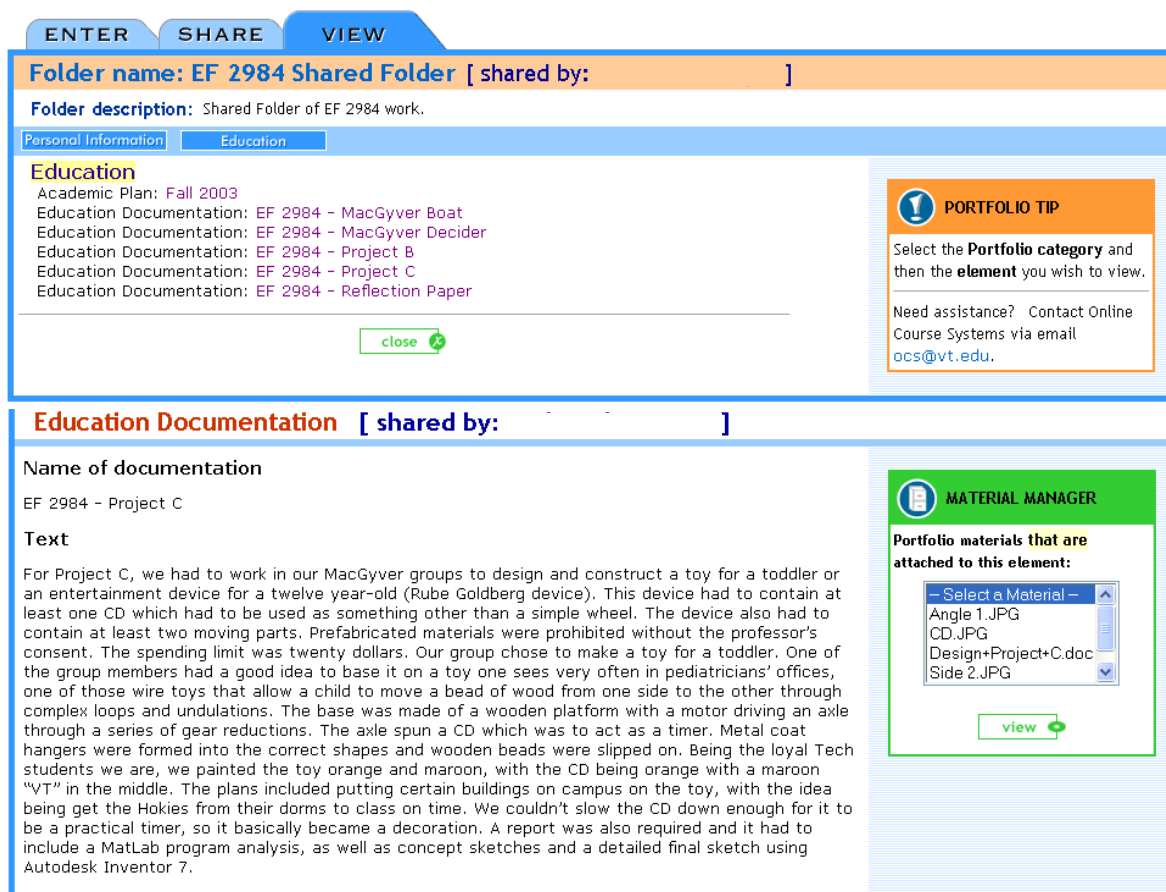 ENTER SHARE VIEW
Folder name: EF 2984 Shared Folder [ shared by: ]
Folder description: Shared Folder of EF 2984 work.
Personal Information Education
Education
Academic Plan: Fall 2003
Education Documentation: EF 2984 - MacGyver Boat
Education Documentation: EF 2984 - MacGyver Decider
Education Documentation: EF 2984 - Project B
Education Documentation: EF 2984 - Project C
Education Documentation: EF 2984 - Reflection Paper
close
PORTFOLIO TIP
Select the Portfolio category and
then the element you wish to view.
Need assistance? Contact Online
Course Systems via email
ocs@vt.edu.
Education Documentation [ shared by: ]
Name of documentation
EF 2984 - Project C
Text
For Project C, we had to work in our MacGyver groups to design and construct a toy for a toddler or
an entertainment device for a twelve year-old (Rube Goldberg device). This device had to contain at
least one CD which had to be used as something other than a simple wheel. The device also had to
contain at least two moving parts. Prefabricated materials were prohibited without the professor's
consent. The spending limit was twenty dollars. Our group chose to make a toy for a toddler. One of
the group members had a good idea to base it on a toy one sees very often in pediatricians' offices,
one of those wire toys that allow a child to move a bead of wood from one side to the other through
complex loops and undulations. The base was made of a wooden platform with a motor driving an axle
through a series of gear reductions. The axle spun a CD which was to act as a timer. Metal coat
hangers were formed into the correct shapes and wooden beads were slipped on. Being the loyal Tech
students we are, we painted the toy orange and maroon, with the CD being orange with a maroon
"VT" in the middle. The plans included putting certain buildings on campus on the toy, with the idea
being get the Hokies from their dorms to class on time. We couldn't slow the CD down enough for it to
be a practical timer, so it basically became a decoration. A report was also required and it had to
include a MatLab program analysis, as well as concept sketches and a detailed final sketch using
Autodesk Inventor 7.
MATERIAL MANAGER
Portfolio materials that are
attached to this element:
-- Select a Material --
Angle 1.JPG
CD.JPG
Design+Project+C.doc
Side 2.JPG
view